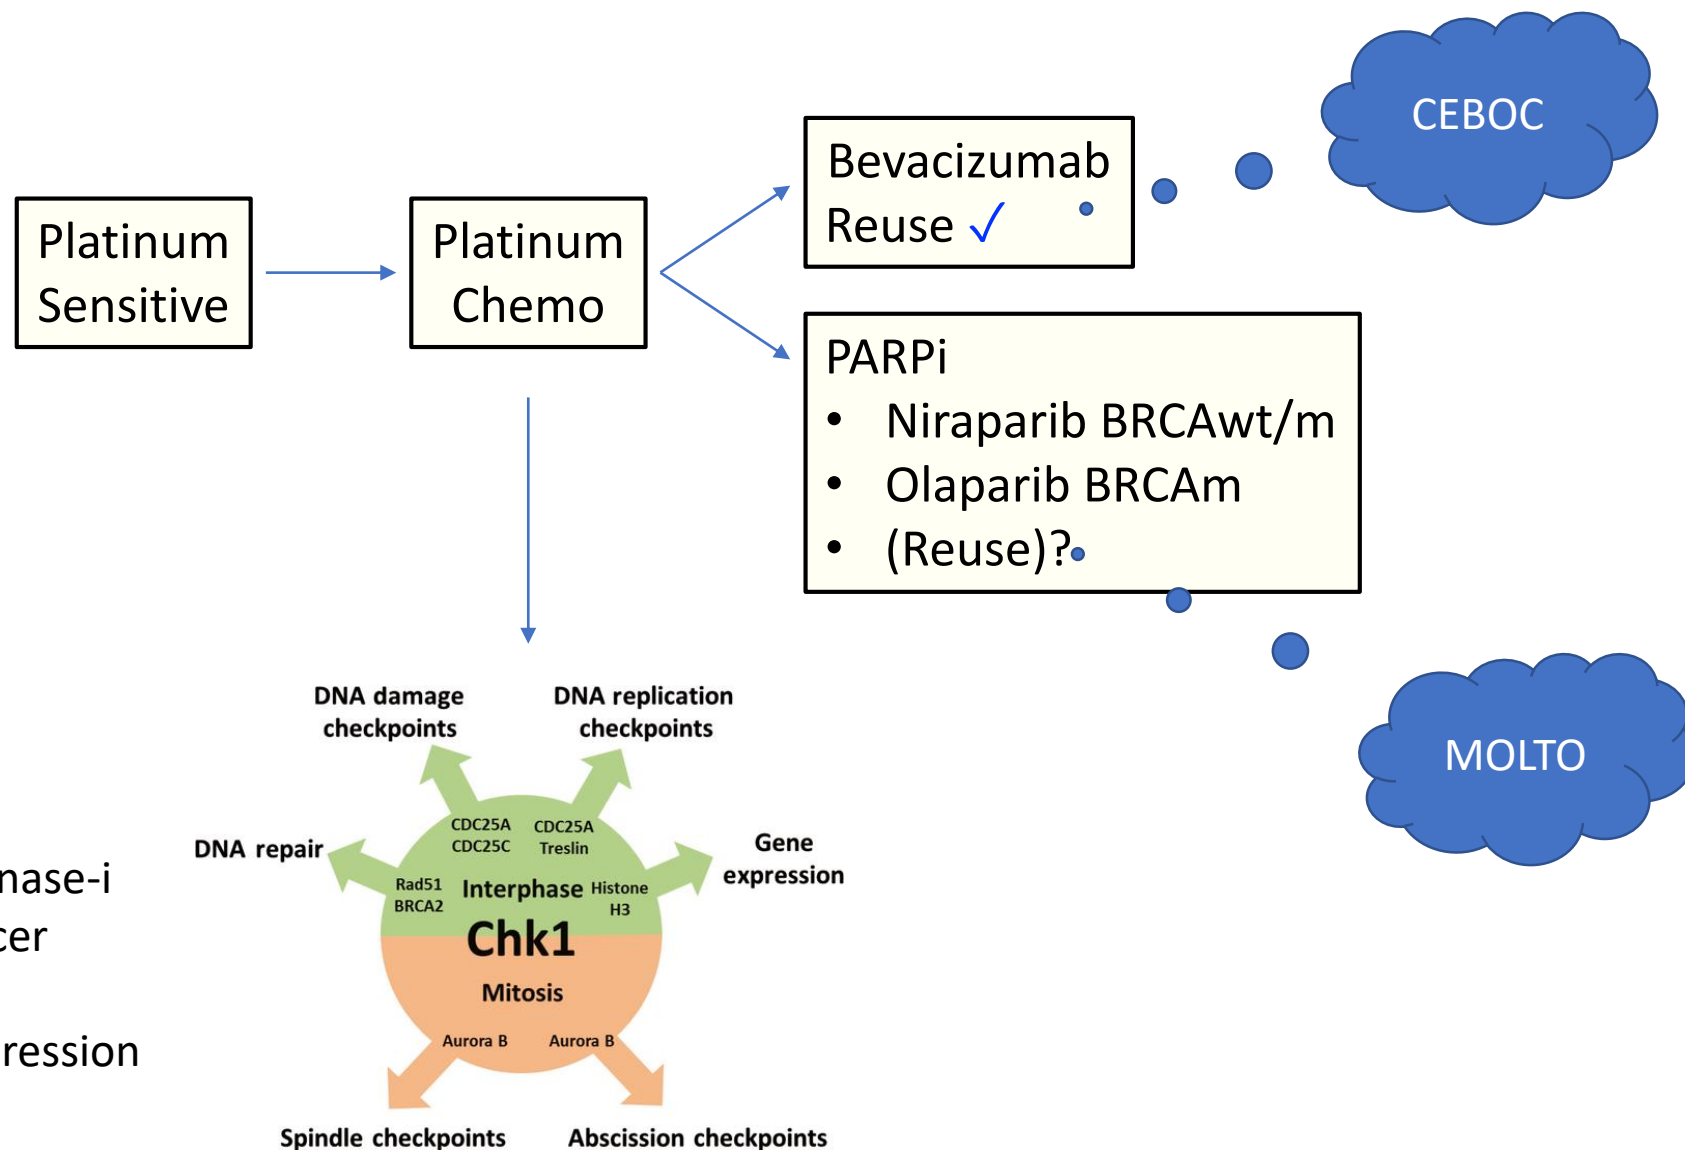 CEBOC
Bevacizumab
Reuse ✓
Platinum
Sensitive
Platinum
Chemo
PARPi
• Niraparib BRCAwt/m
• Olaparib BRCAm
• (Reuse)?
MOLTO
DNA damage
checkpoints
DNA replication
checkpoints
CDC25A
CDC25C
CDC25A
Treslin
DNA repair
Gene
expression
nase-i
cer
ression
Rad51
BRCA2
Interphase
Histone
H3
Chk1
Mitosis
Aurora B
Aurora B
Spindle checkpoints
Abscission checkpoints